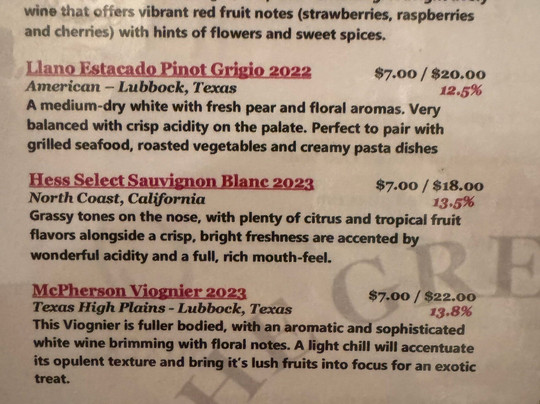 wine that offers vibrant red fruit notes (strawberries, raspberries
and cherries) with hints of flowers and sweet spices.
Llano Estacado Pinot Grigio 2022 $7.00 / $20.00
American – Lubbock, Texas 12.5%
A medium-dry white with fresh pear and floral aromas. Very
balanced with crisp acidity on the palate. Perfect to pair with
grilled seafood, roasted vegetables and creamy pasta dishes
Hess Select Sauvignon Blanc 2023 $7.00 / $18.00
North Coast, California 13.5%
Grassy tones on the nose, with plenty of citrus and tropical fruit
flavors alongside a crisp, bright freshness are accented by
wonderful acidity and a full, rich mouth-feel.
McPherson Viognier 2023 $7.00 / $22.00
Texas High Plains - Lubbock, Texas 13.8%
This Viognier is fuller bodied, with an aromatic and sophisticated
white wine brimming with floral notes. A light chill will accentuate
its opulent texture and bring it's lush fruits into focus for an exotic
treat.